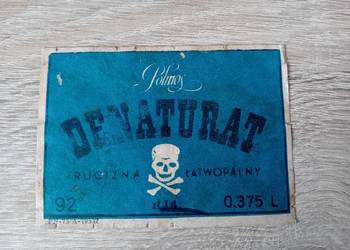 Polmos
DENATURAT
TRUCIZNA ŁATWOPALNY
92° 0.375 L